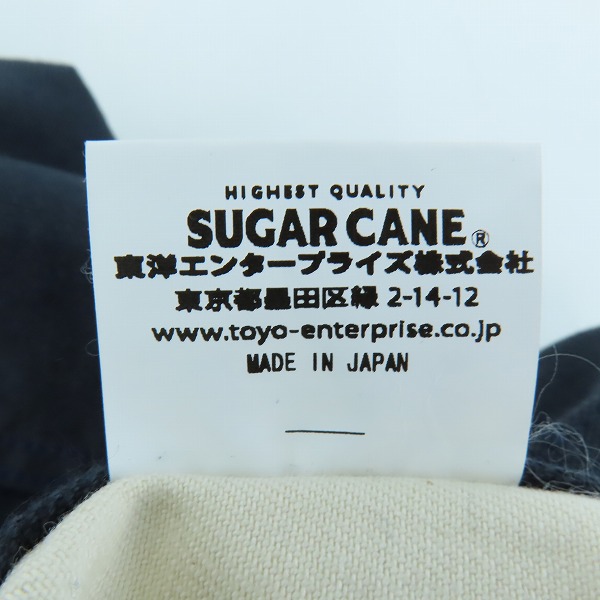 HIGHEST QUALITY
SUGAR CANE®
東洋エンタープライズ株式会社
東京都墨田区緑 2-14-12
www.toyo-enterprise.co.jp
MADE IN JAPAN